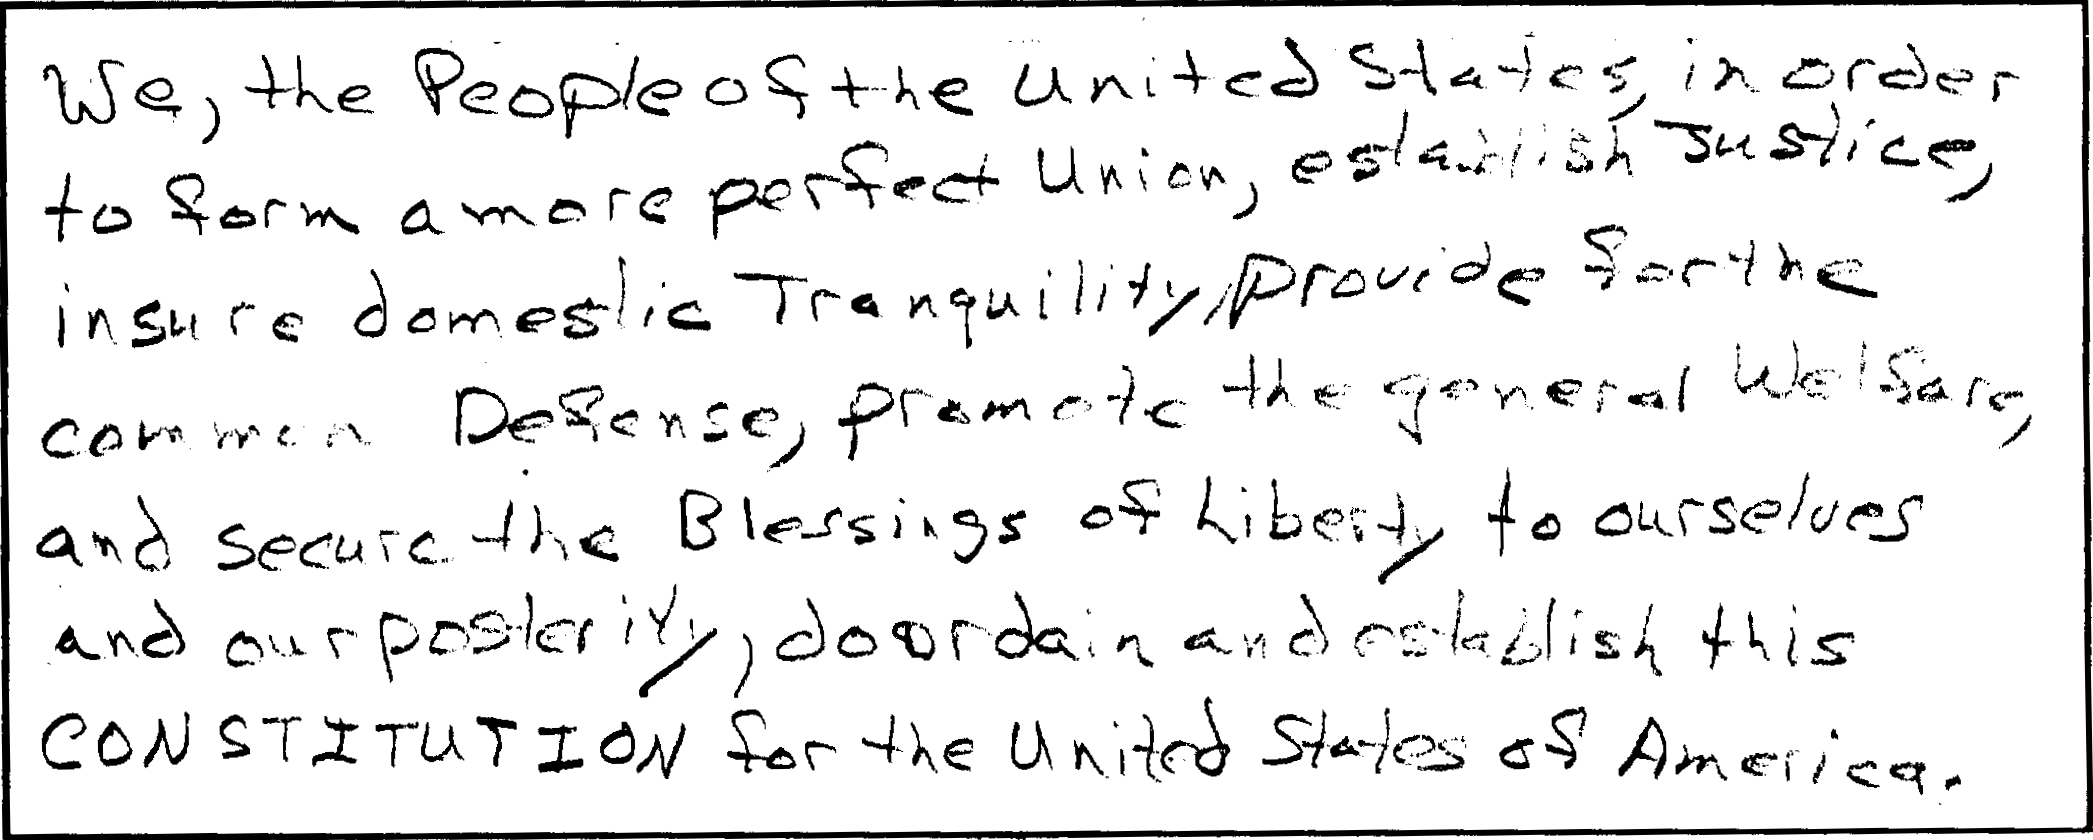 We, the People of the United States, in order
to form a more perfect Union, establish Justice,
insure domestic Tranquility, provide for the
common Defense, promote the general Welfare,
and secure the Blessings of Liberty to ourselves
and our posterity, do ordain and establish this
CONSTITUTION for the United States of America.